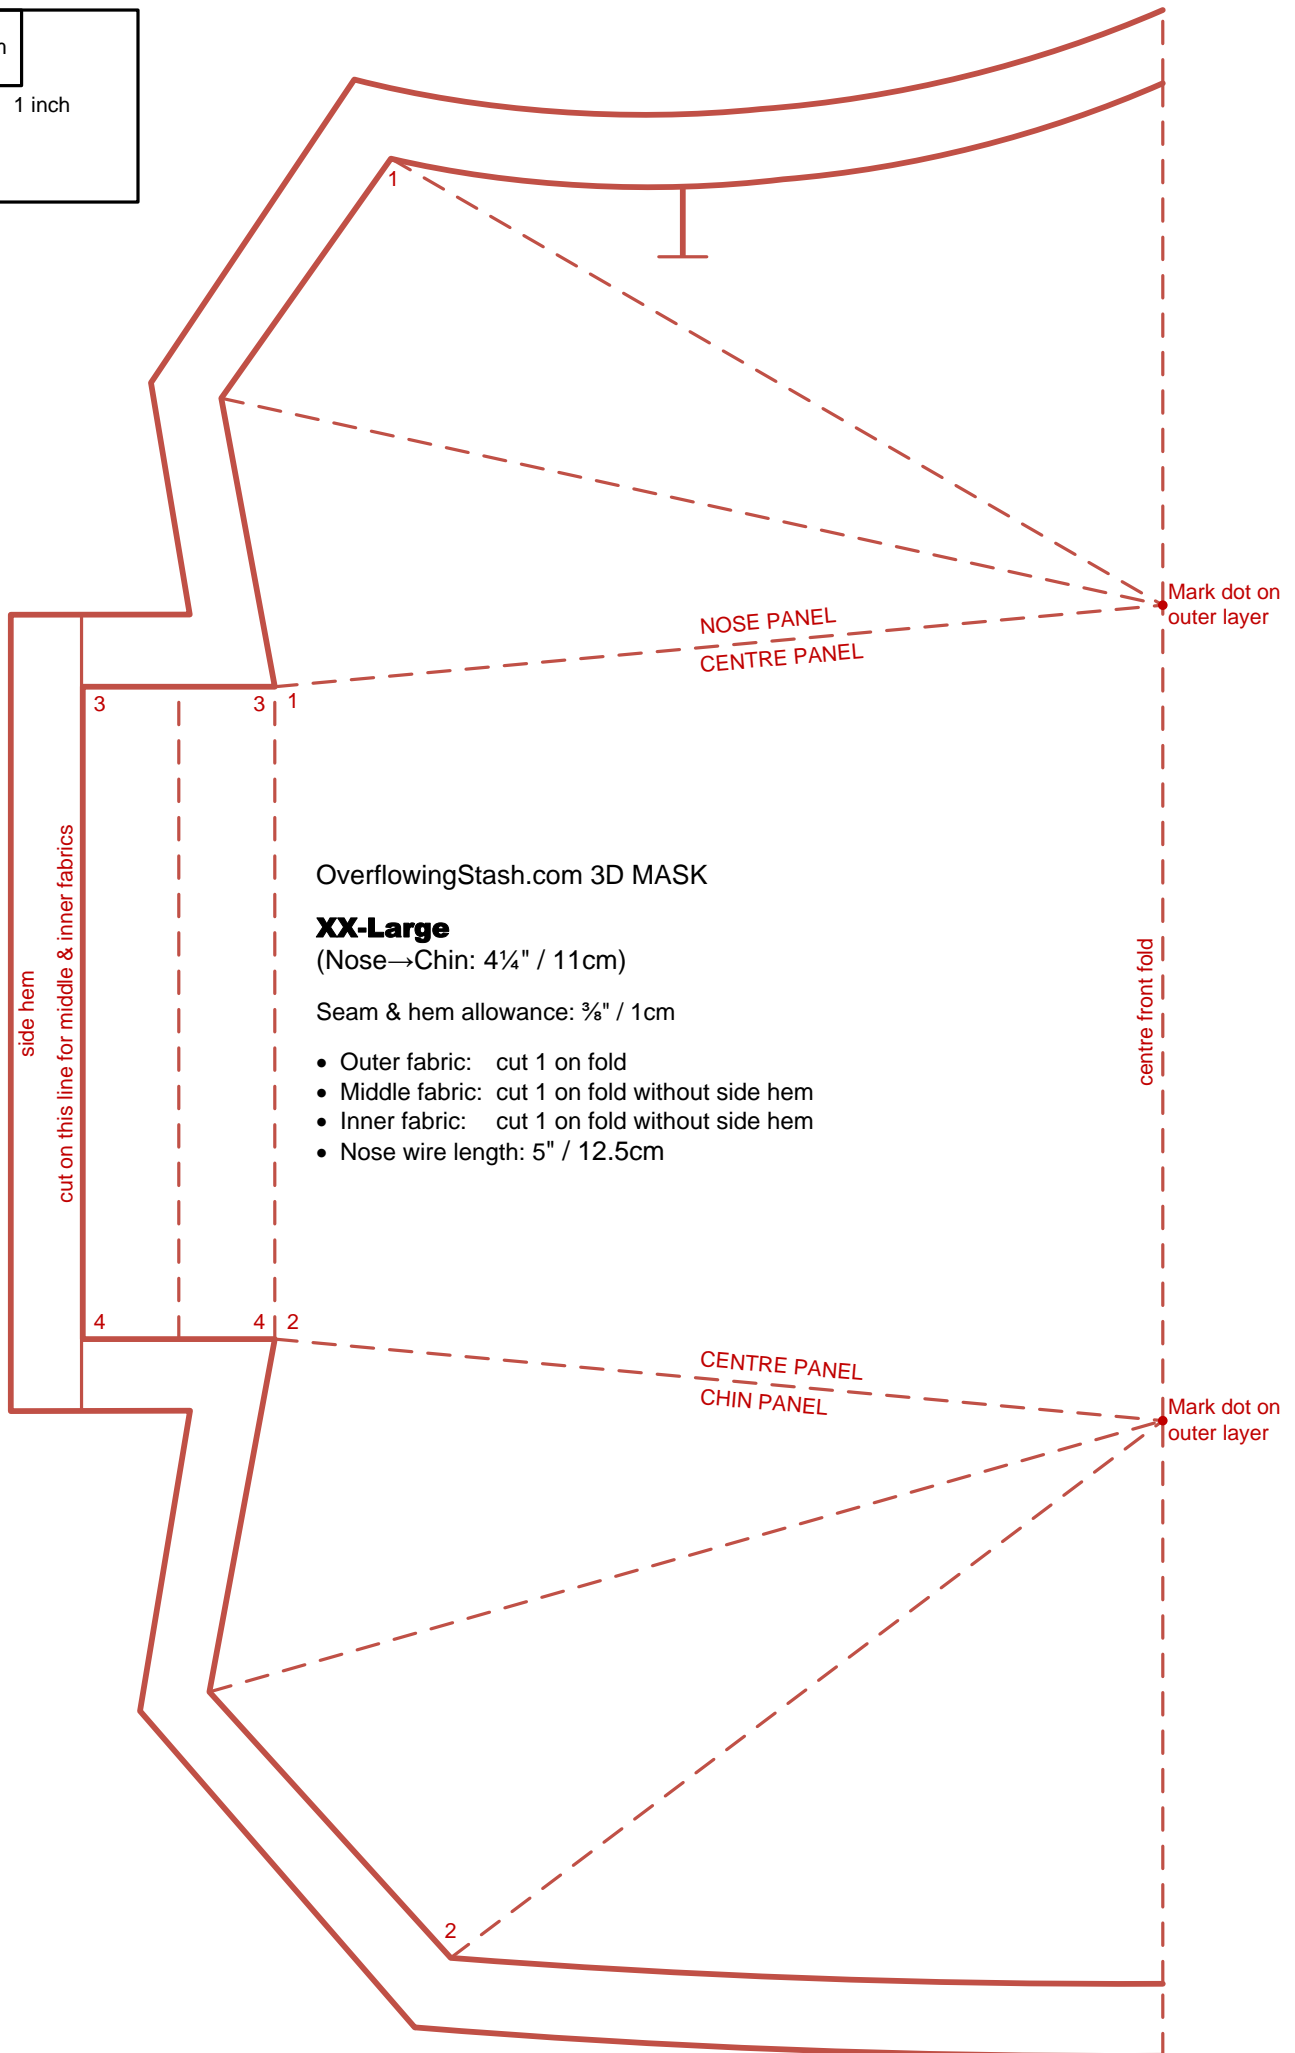 1 inch
1
Mark dot on
outer layer
NOSE PANEL
CENTRE PANEL
3
3
1
OverflowingStash.com 3D MASK
XX-Large
(Nose→Chin: 4¼" / 11cm)
Seam & hem allowance: ⅜" / 1cm
• Outer fabric: cut 1 on fold
• Middle fabric: cut 1 on fold without side hem
• Inner fabric: cut 1 on fold without side hem
• Nose wire length: 5" / 12.5cm
side hem
cut on this line for middle & inner fabrics
centre front fold
4
4
2
CENTRE PANEL
CHIN PANEL
Mark dot on
outer layer
2